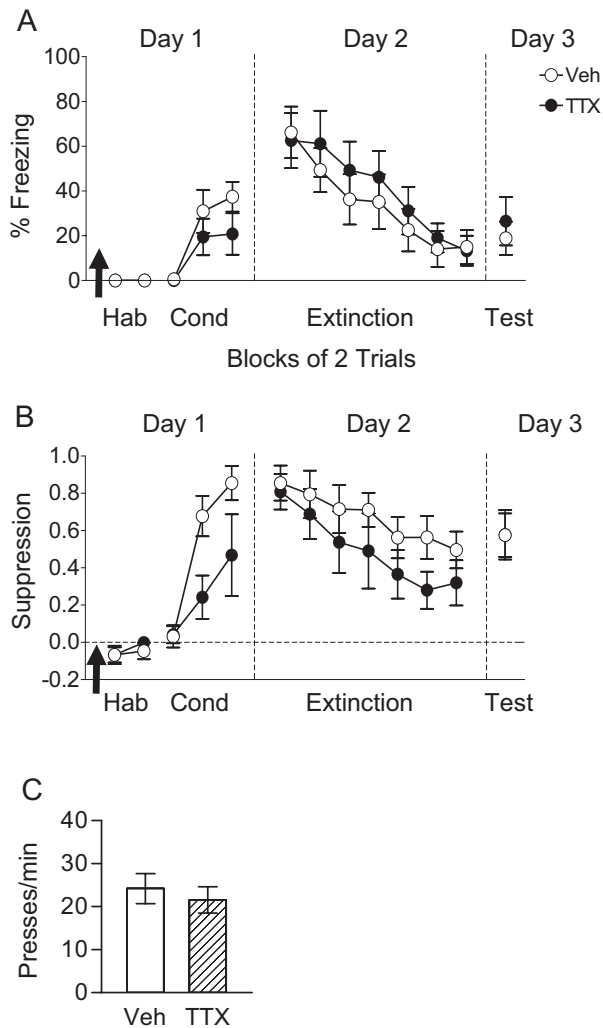 A
Day 1 Day 2 Day 3
Veh
TTX
% Freezing
100
80
60
40
20
0
Hab Cond Extinction Test
Blocks of 2 Trials
B
Day 1 Day 2 Day 3
Suppression
1.0
0.8
0.6
0.4
0.2
0.0
-0.2
Hab Cond Extinction Test
C
Presses/min
40
30
20
10
0
Veh TTX